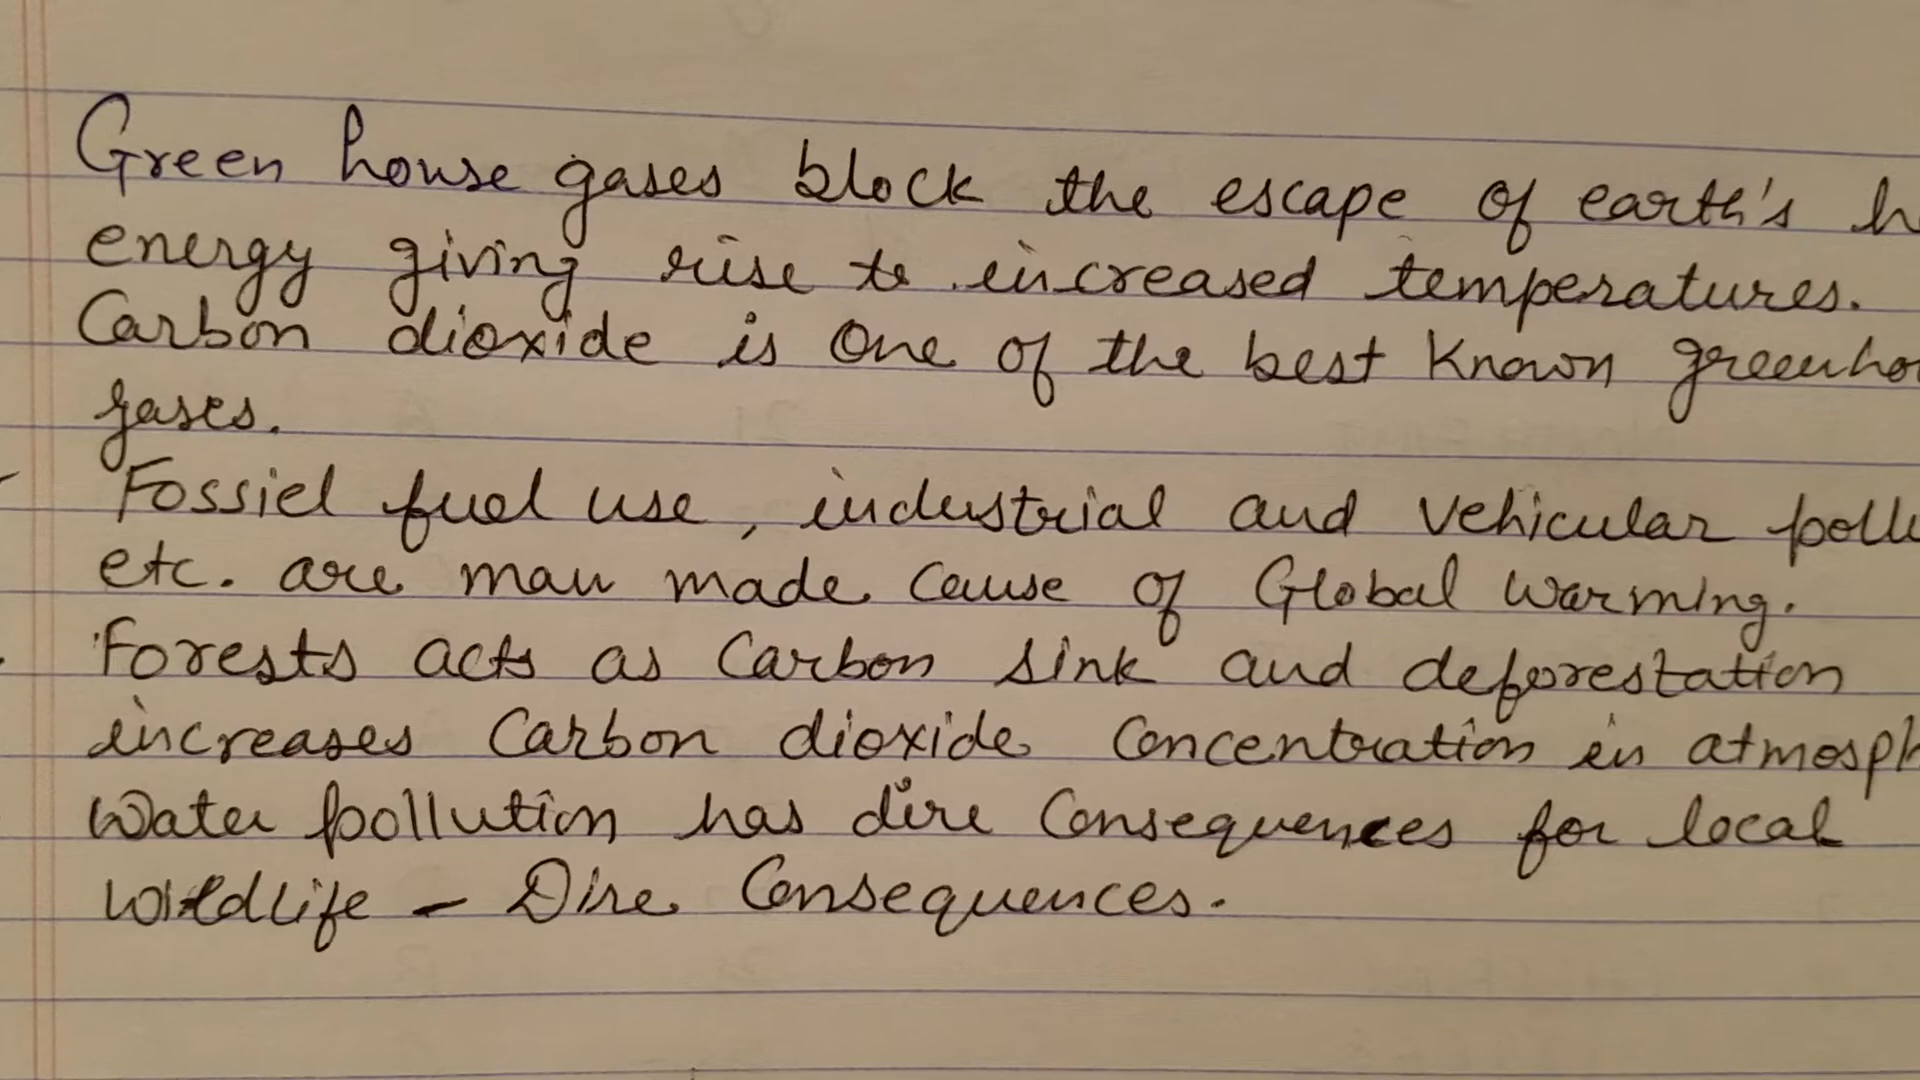 Green house gases block the escape of earth's h
energy giving rise to increased temperatures.
Carbon dioxide is one of the best known greenho
gases.
Fossiel fuel use, industrial and vehicular pollu
etc. are man made cause of Global warming.
Forests acts as Carbon sink and deforestation
increases Carbon dioxide Concentration in atmosph
Water pollution has dire Consequences for local
Wildlife - Dire Consequences.